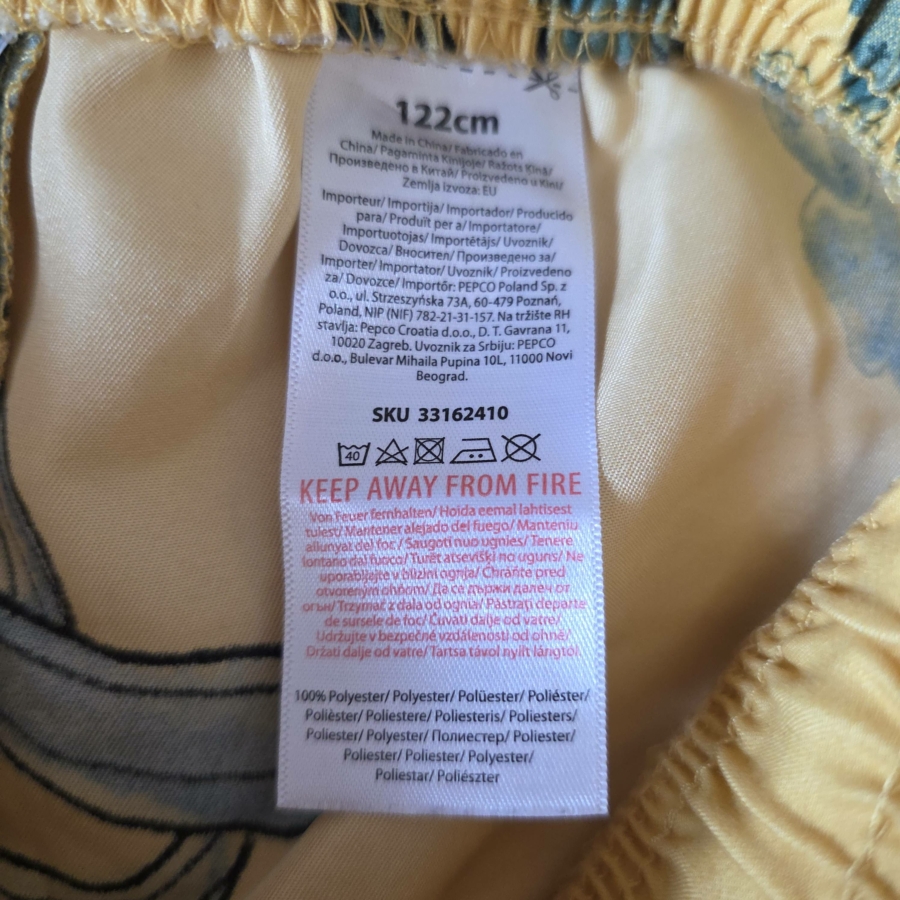 122cm
Made in China/ Fabricado en
China/ Pagaminta Kinijoje/ Ražots Ķīnā/
Произведено в Китай/ Proizvedeno u Kini/
Zemlja izvoza: EU
Importeur/ Importija/ Importador/ Producido
para/ Produït per a/ Importatore/
Importuotojas/ Importētājs/ Uvoznik/
Dovozca/ Вносител/ Произведено за/
Importer/ Importator/ Uvoznik/ Proizvedeno
za/ Dovozce/ Importőr: PEPCO Poland Sp. z
o.o., ul. Strzeszyńska 73A, 60-479 Poznań,
Poland, NIP (NIF) 782-21-31-157. Na tržište RH
stavlja: Pepco Croatia d.o.o., D. T. Gavrana 11,
10020 Zagreb. Uvoznik za Srbiju: PEPCO
d.o.o., Bulevar Mihaila Pupina 10L, 11000 Novi
Beograd.
SKU 33162410
40
KEEP AWAY FROM FIRE
Von Feuer fernhalten/ Hoida eemal lahtisest
tulest/ Mantener alejado del fuego/ Manteniu
allunyat del foc/ Saugoti nuo ugnies/ Tenere
lontano dal fuoco/ Turēt atsevišķi no uguns/ Ne
uporabljajte v bližini ognja/ Chráňte pred
otvoreným ohňom/ Да се държи далеч от
огън/ Trzymać z dala od ognia/ Păstrați departe
de sursele de foc/ Čuvati dalje od vatre/
Udržujte v bezpečné vzdálenosti od ohně/
Držati dalje od vatre/ Tartsa távol nyílt lángtól.
100% Polyester/ Polyester/ Polüester/ Poliéster/
Polièster/ Poliestere/ Poliesteris/ Poliesters/
Poliester/ Polyester/ Полиестер/ Poliester/
Poliester/ Poliester/ Polyester/
Poliestar/ Poliészter